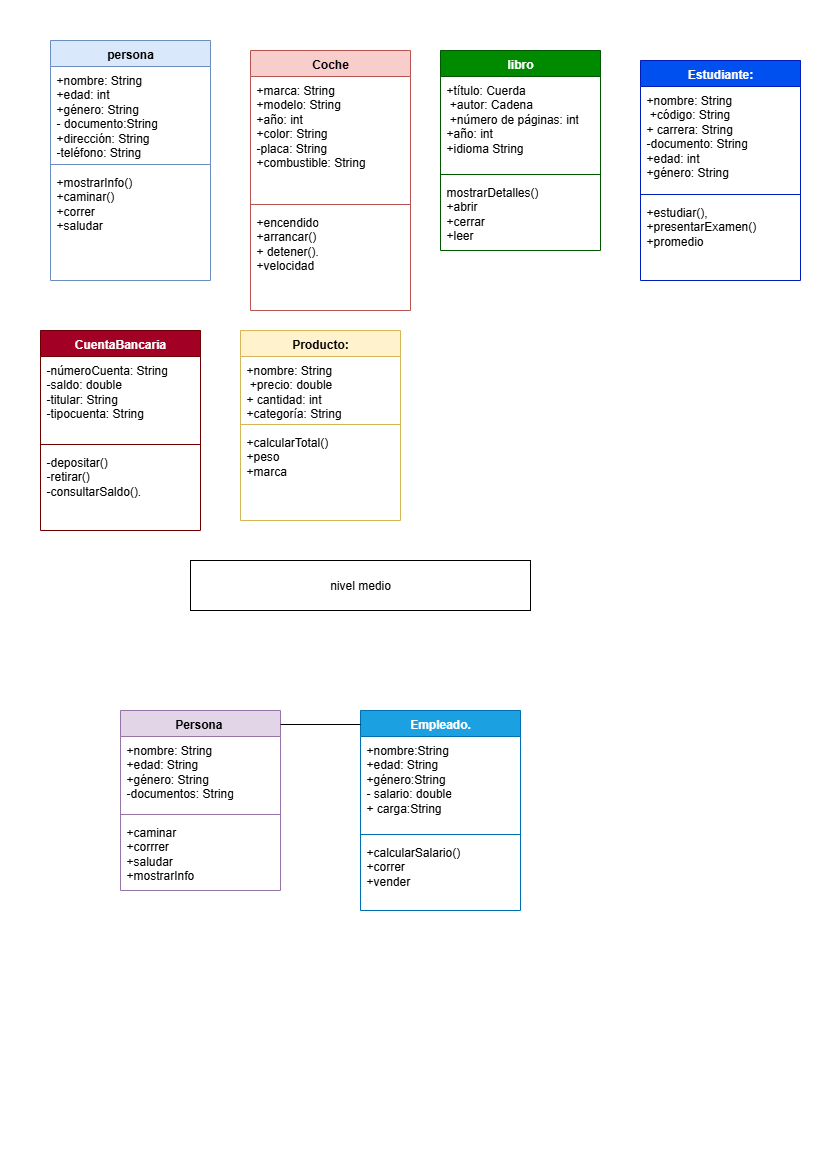 persona
+nombre: String
+edad: int
+género: String
- documento:String
+dirección: String
-teléfono: String
+mostrarInfo()
+caminar()
+correr
+saludar
Coche
+marca: String
+modelo: String
+año: int
+color: String
-placa: String
+combustible: String
+encendido
+arrancar()
+ detener().
+velocidad
libro
+título: Cuerda
+autor: Cadena
+número de páginas: int
+año: int
+idioma String
mostrarDetalles()
+abrir
+cerrar
+leer
Estudiante:
+nombre: String
+código: String
+ carrera: String
-documento: String
+edad: int
+género: String
+estudiar(),
+presentarExamen()
+promedio
CuentaBancaria
-númeroCuenta: String
-saldo: double
-titular: String
-tipocuenta: String
-depositar()
-retirar()
-consultarSaldo().
Producto:
+nombre: String
+precio: double
+ cantidad: int
+categoría: String
+calcularTotal()
+peso
+marca
nivel medio
Persona
+nombre: String
+edad: String
+género: String
-documentos: String
+caminar
+corrrer
+saludar
+mostrarInfo
Empleado.
+nombre:String
+edad: String
+género:String
- salario: double
+ carga:String
+calcularSalario()
+correr
+vender